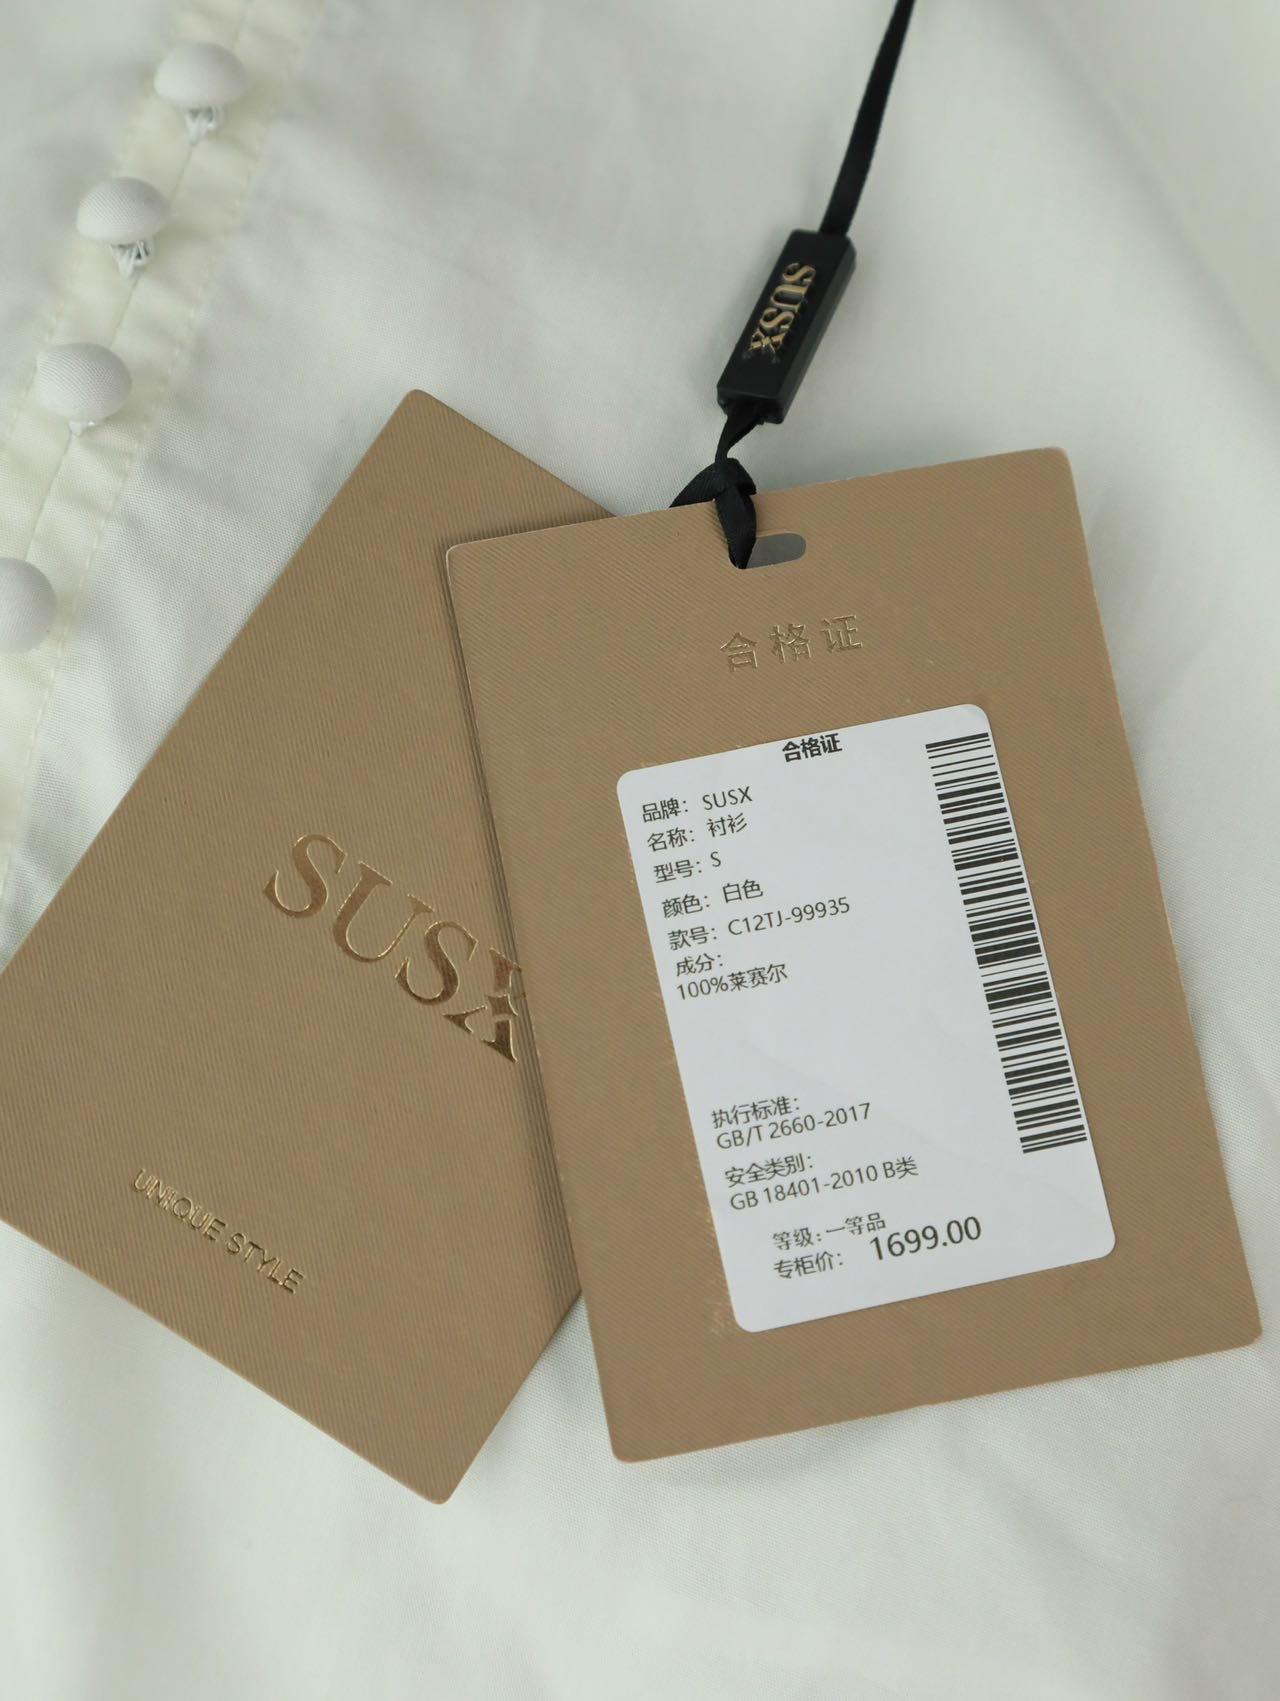 SUSX
合格证
合格证
品牌：SUSX
名称：衬衫
型号：S
颜色：白色
款号：C12TJ-99935
成分：
100%莱赛尔
执行标准：
GB/T 2660-2017
安全类别：
GB 18401-2010 B类
等级：一等品
专柜价： 1699.00
SUSX
UNIQUE STYLE